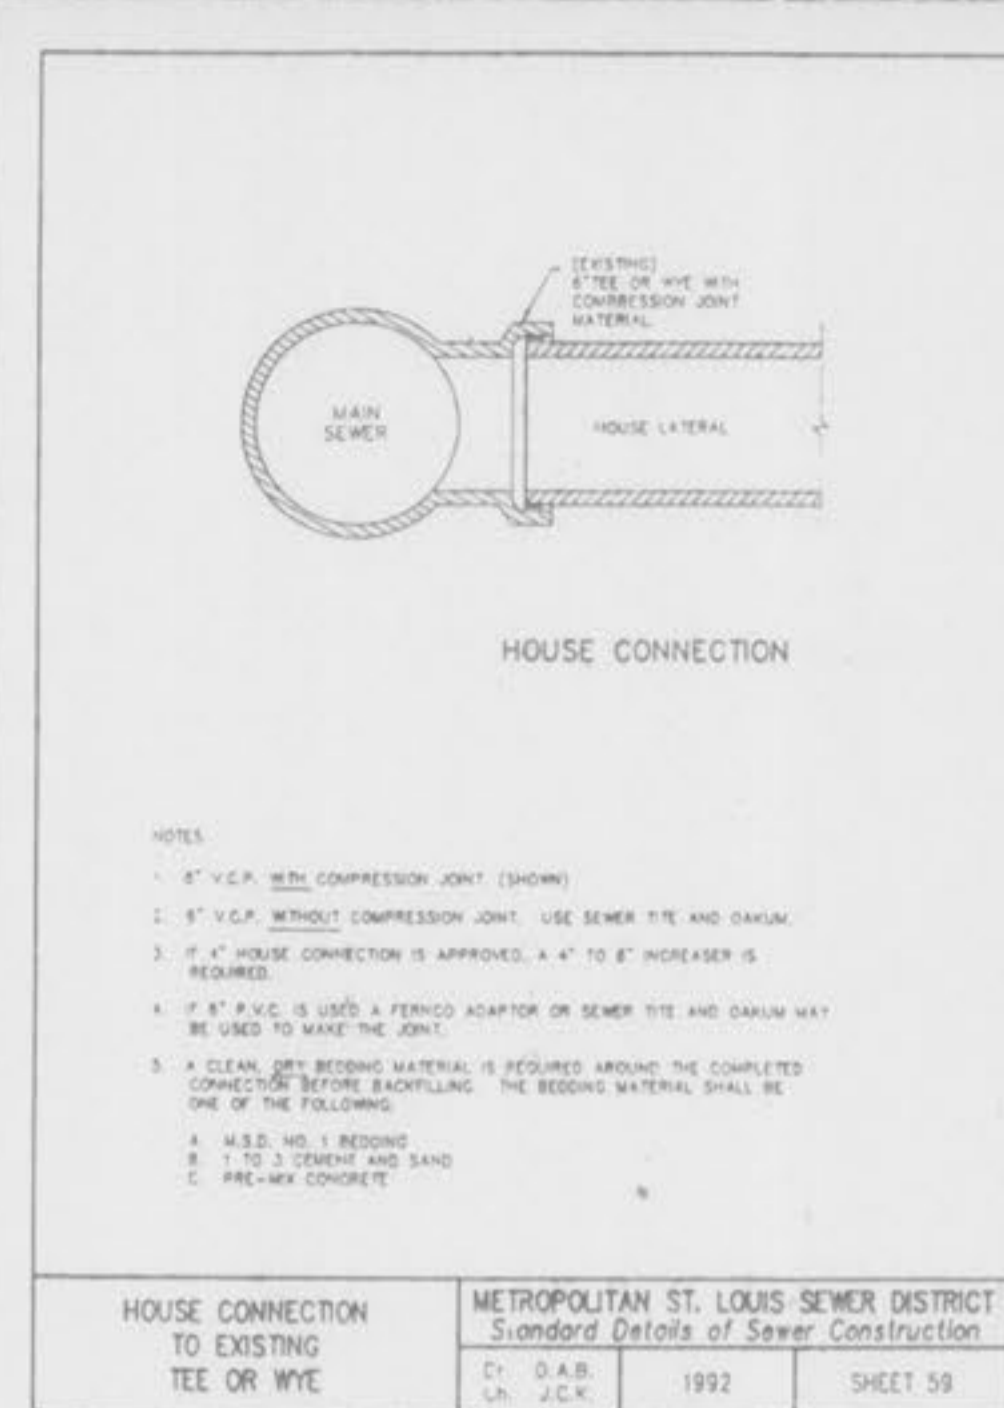 (EXISTING)
6" TEE OR WYE WITH
COMPRESSION JOINT
MATERIAL.
MAIN
SEWER
HOUSE LATERAL
HOUSE CONNECTION
NOTES
1. 6" V.C.P. WITH COMPRESSION JOINT. (SHOWN)
2. 6" V.C.P. WITHOUT COMPRESSION JOINT. USE SEWER TITE AND OAKUM.
3. IF 4" HOUSE CONNECTION IS APPROVED, A 4" TO 6" INCREASER IS
REQUIRED.
4. IF 6" P.V.C. IS USED A FERNCO ADAPTOR OR SEWER TITE AND OAKUM MAY
BE USED TO MAKE THE JOINT.
5. A CLEAN, DRY BEDDING MATERIAL IS REQUIRED AROUND THE COMPLETED
CONNECTION BEFORE BACKFILLING. THE BEDDING MATERIAL SHALL BE
ONE OF THE FOLLOWING:
A. M.S.D. NO. 1 BEDDING
B. 1 TO 3 CEMENT AND SAND
C. PRE-MIX CONCRETE
HOUSE CONNECTION
TO EXISTING
TEE OR WYE
METROPOLITAN ST. LOUIS SEWER DISTRICT
Standard Details of Sewer Construction
Dr. D.A.B.
Ch. J.C.K.
1992
SHEET 59